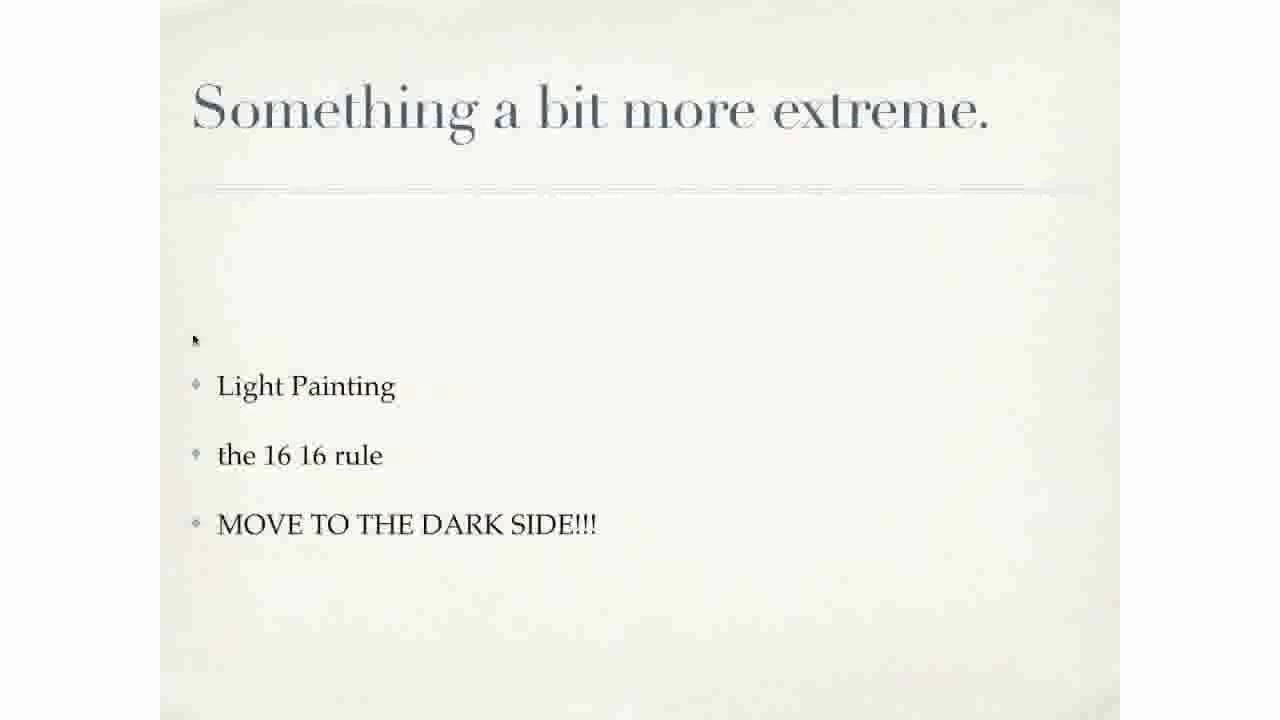 Something a bit more extreme.
Light Painting
the 16 16 rule
MOVE TO THE DARK SIDE!!!